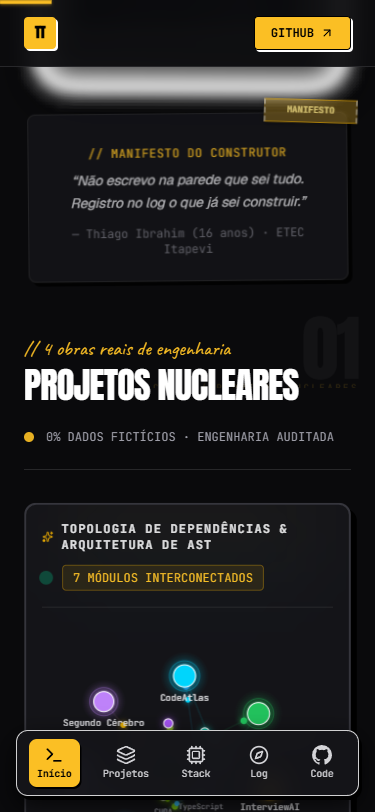 π
GITHUB ↗
MANIFESTO
// MANIFESTO DO CONSTRUTOR
“Não escrevo na parede que sei tudo.
Registro no log o que já sei construir.”
— Thiago Ibrahim (16 anos) · ETEC
Itapevi
01
// 4 obras reais de engenharia
PROJETOS NUCLEARES
0% DADOS FICTÍCIOS · ENGENHARIA AUDITADA
TOPOLOGIA DE DEPENDÊNCIAS &
ARQUITETURA DE AST
7 MÓDULOS INTERCONECTADOS
CodeAtlas
Segundo Cérebro
Início
Projetos
Stack
Log
Code
TypeScript
InterviewAI